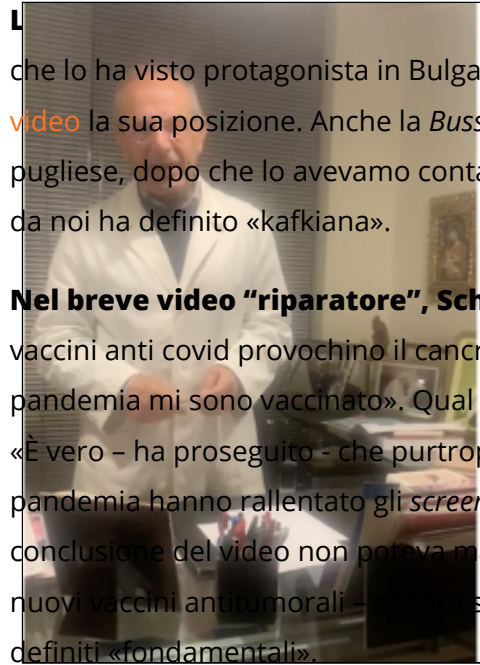 L
che lo ha visto protagonista in Bulga
video la sua posizione. Anche la Buss
pugliese, dopo che lo avevamo conta
da noi ha definito «kafkiana».
Nel breve video “riparatore”, Sch
vaccini anti covid provochino il cancr
pandemia mi sono vaccinato». Qual
«È vero – ha proseguito - che purtrop
pandemia hanno rallentato gli screen
conclusione del video non poteva ma
nuovi vaccini antitumorali – ancora s
definiti «fondamentali».